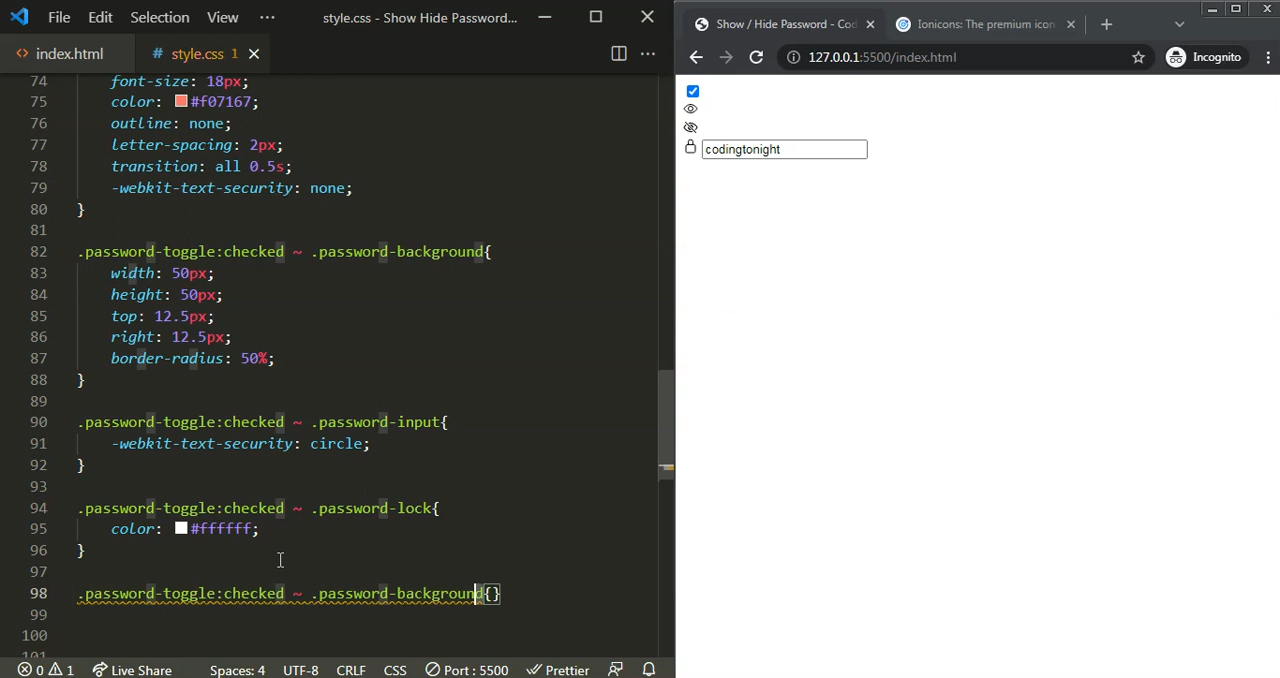 File Edit Selection View ··· style.css - Show Hide Password...
index.html # style.css 1
74 font-size: 18px;
75 color: #f07167;
76 outline: none;
77 letter-spacing: 2px;
78 transition: all 0.5s;
79 -webkit-text-security: none;
80 }
81
82 .password-toggle:checked ~ .password-background{
83 width: 50px;
84 height: 50px;
85 top: 12.5px;
86 right: 12.5px;
87 border-radius: 50%;
88 }
89
90 .password-toggle:checked ~ .password-input{
91 -webkit-text-security: circle;
92 }
93
94 .password-toggle:checked ~ .password-lock{
95 color: #ffffff;
96 }
97
98 .password-toggle:checked ~ .password-background{}
99
100
101
0 1 Live Share Spaces: 4 UTF-8 CRLF CSS Port : 5500 Prettier
Show / Hide Password - Cod Ionicons: The premium icon
127.0.0.1:5500/index.html Incognito
codingtonight